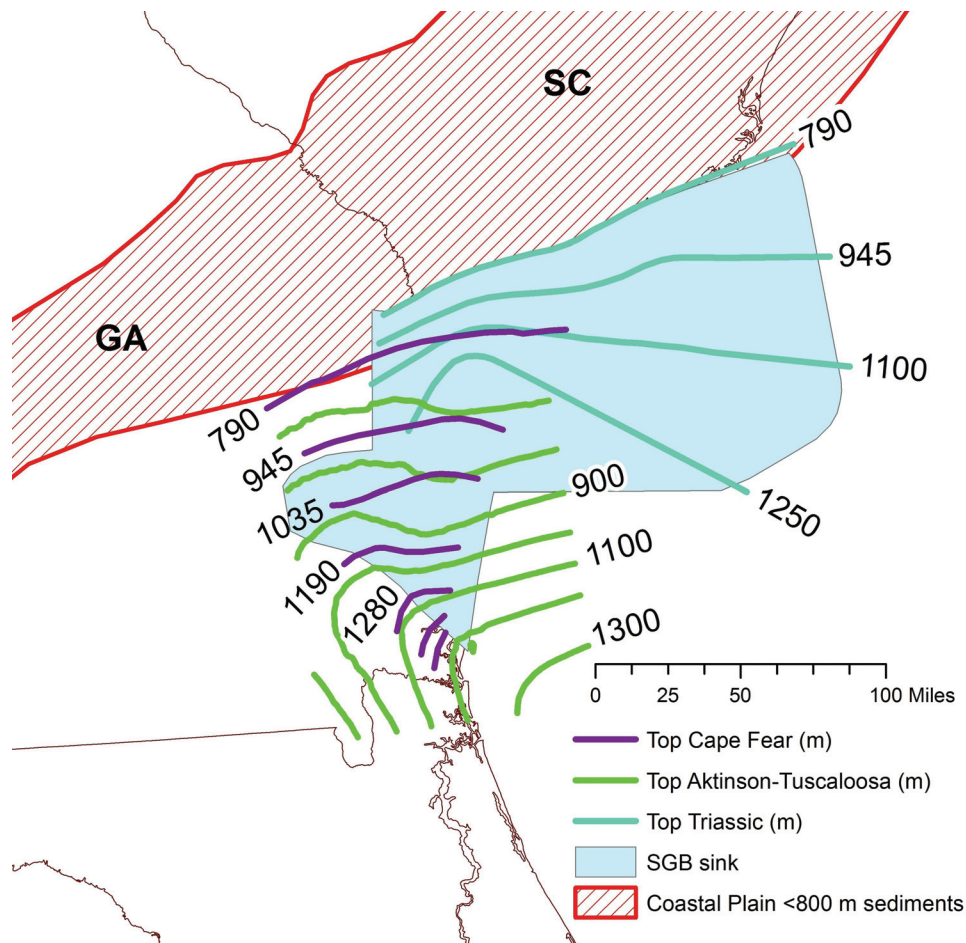 SC
790
945
GA
1100
790
945
900
1035
1250
1100
1190
1280
1300
0 25 50 100 Miles
Top Cape Fear (m)
Top Aktinson-Tuscaloosa (m)
Top Triassic (m)
SGB sink
Coastal Plain <800 m sediments